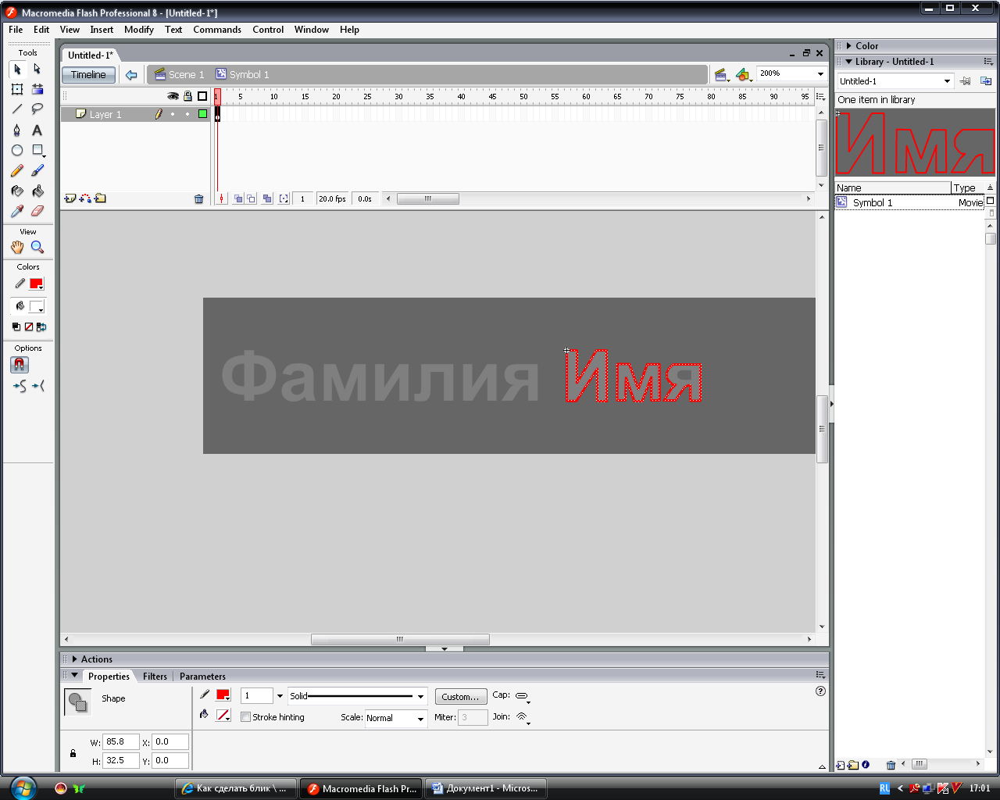 Macromedia Flash Professional 8 - [Untitled-1*]
File Edit View Insert Modify Text Commands Control Window Help
Tools
View
Colors
Options
Untitled-1*
Timeline Scene 1 Symbol 1 200%
1 5 10 15 20 25 30 35 40 45 50 55 60 65 70 75 80 85 90 95
Layer 1
1 20.0 fps 0.0s
Фамилия Имя
Color
Library - Untitled-1
Untitled-1
One item in library
Имя
Name Type
Symbol 1 Movie
Actions
Properties Filters Parameters
Shape
1 Solid Custom... Cap:
Stroke hinting Scale: Normal Miter: 3 Join:
W: 85.8 X: 0.0
H: 32.5 Y: 0.0
Как сделать блик \ ...
Macromedia Flash Pr...
Документ1 - Micros...
RU 17:01